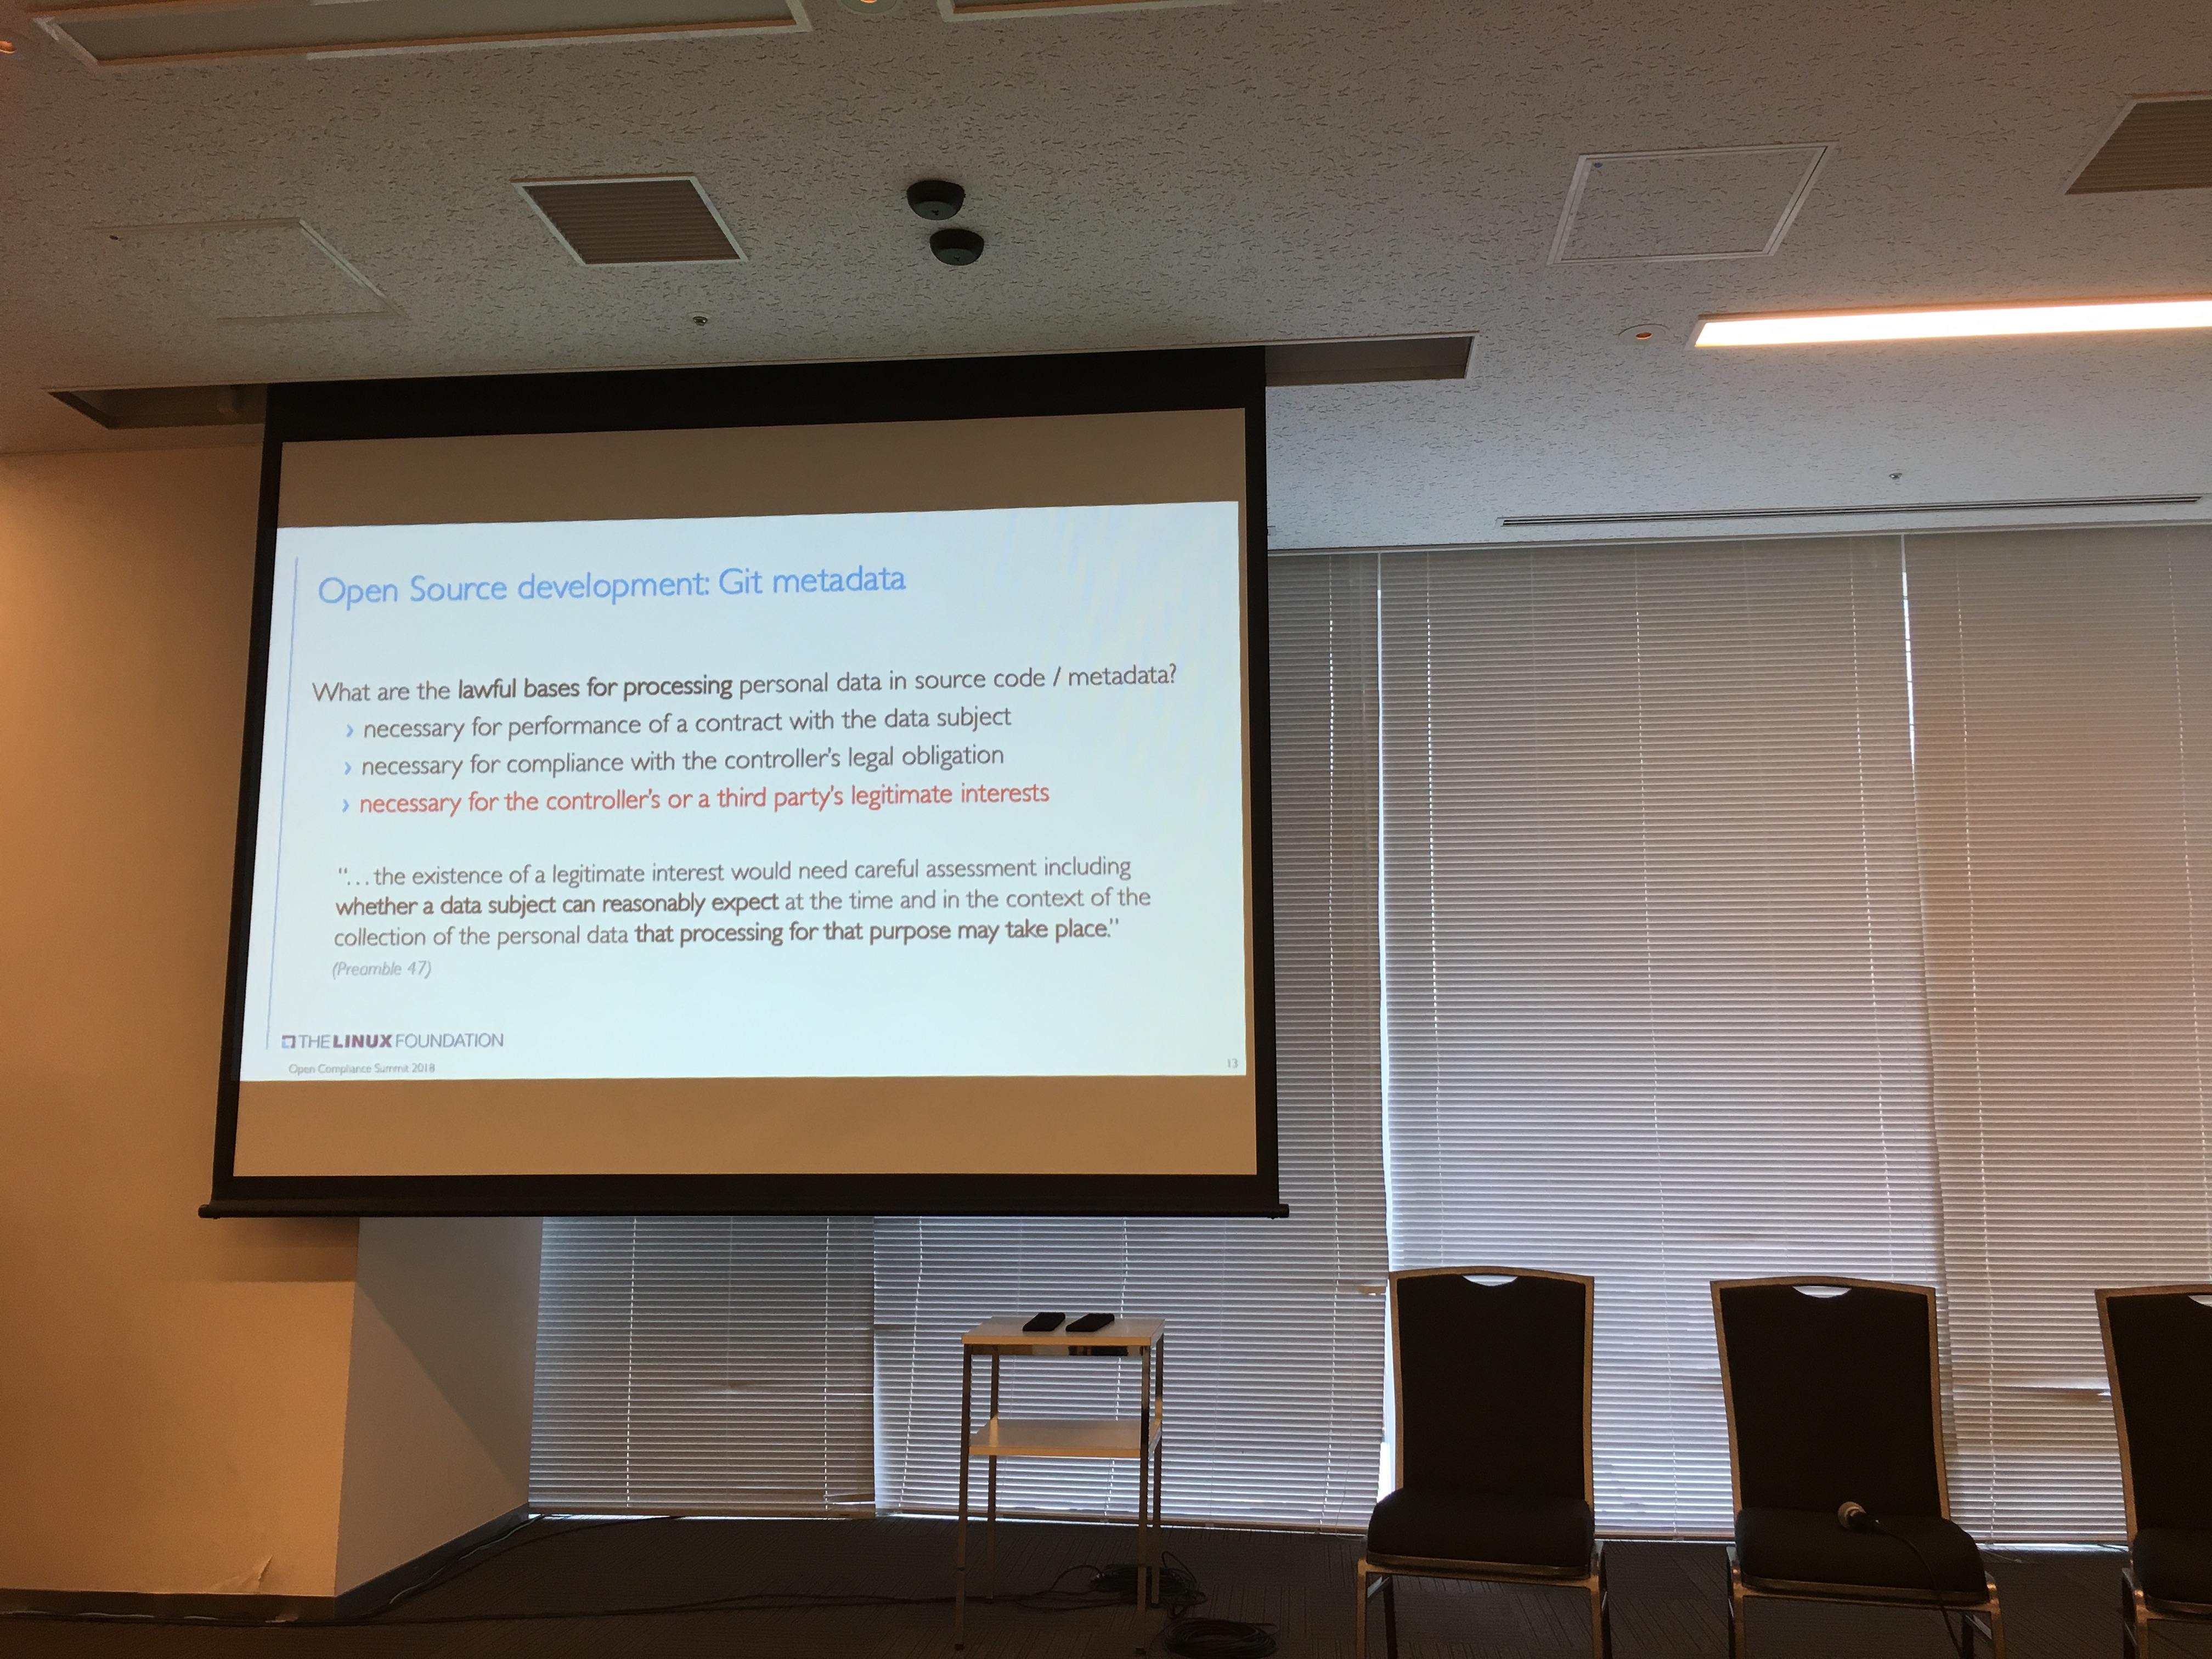 Open Source development: Git metadata
What are the lawful bases for processing personal data in source code / metadata?
› necessary for performance of a contract with the data subject
› necessary for compliance with the controller's legal obligation
› necessary for the controller's or a third party's legitimate interests
“…the existence of a legitimate interest would need careful assessment including
whether a data subject can reasonably expect at the time and in the context of the
collection of the personal data that processing for that purpose may take place.”
(Preamble 47)
THE LINUX FOUNDATION
Open Compliance Summit 2018
13